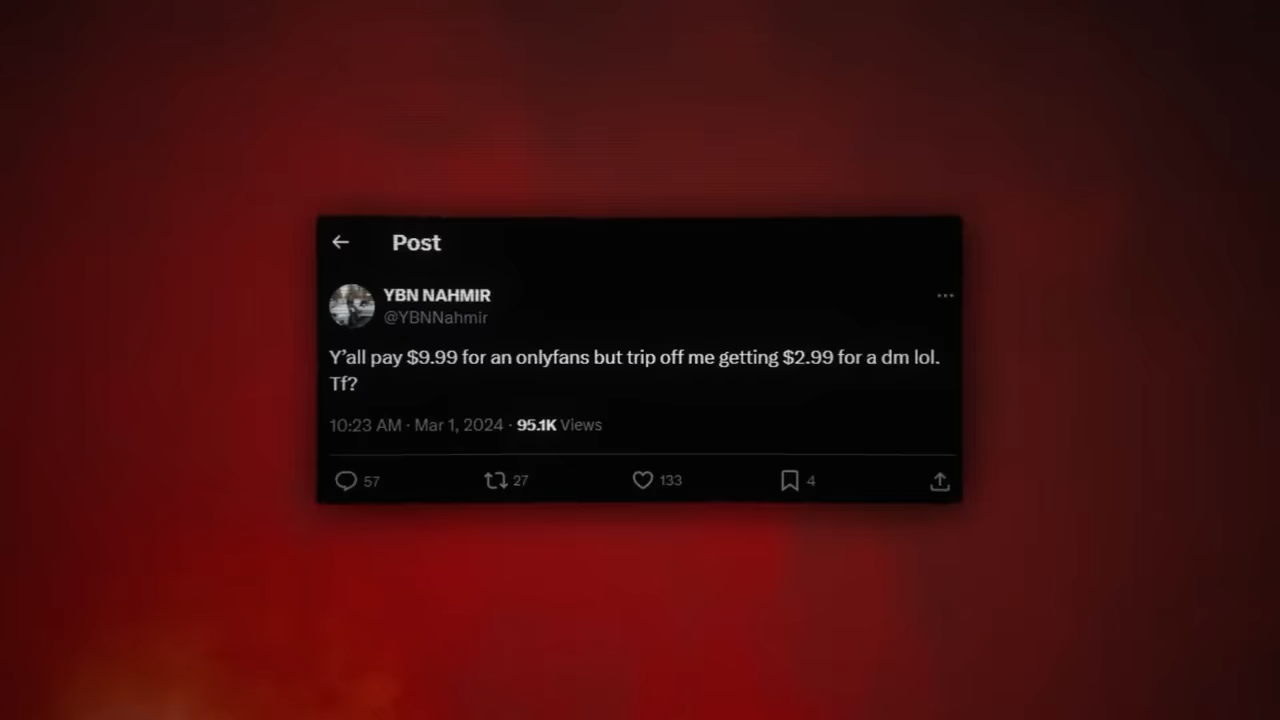 Post
YBN NAHMIR
@YBNNahmir
Y'all pay $9.99 for an onlyfans but trip off me getting $2.99 for a dm lol.
Tf?
10:23 AM · Mar 1, 2024 · 95.1K Views
57 27 133 4